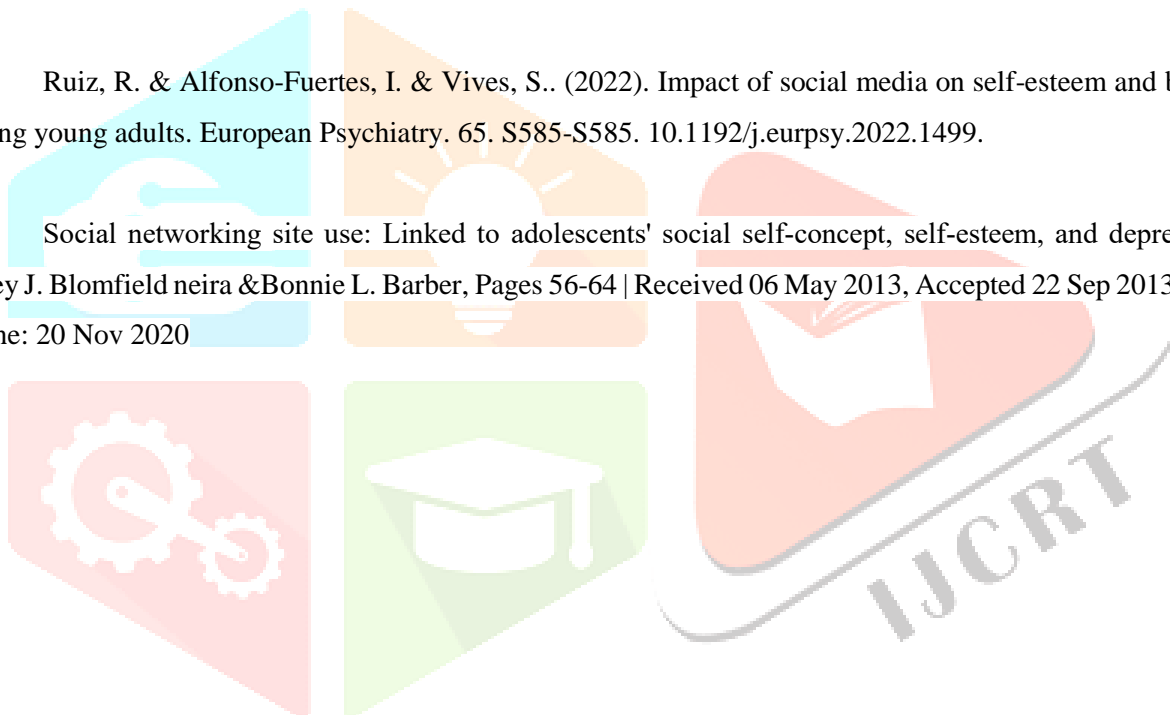 Ruiz, R. & Alfonso-Fuertes, I. & Vives, S.. (2022). Impact of social media on self-esteem and
ng young adults. European Psychiatry. 65. S585-S585. 10.1192/j.eurpsy.2022.1499.
Social networking site use: Linked to adolescents' social self-concept, self-esteem, and depre
ey J. Blomfield neira &Bonnie L. Barber, Pages 56-64 | Received 06 May 2013, Accepted 22 Sep 2013
ne: 20 Nov 2020
IJCRT